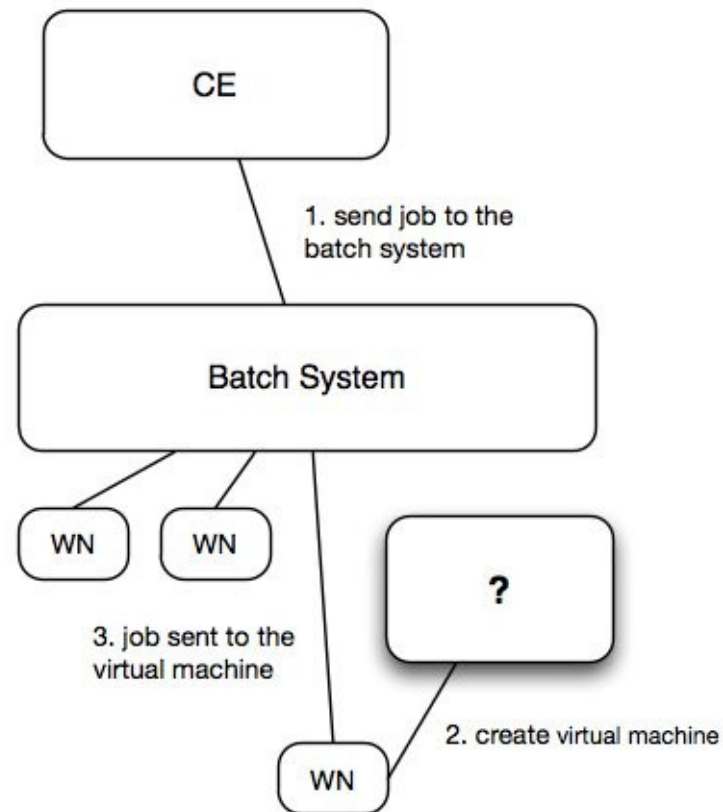 CE
1. send job to the
batch system
Batch System
WN
WN
?
3. job sent to the
virtual machine
2. create virtual machine
WN